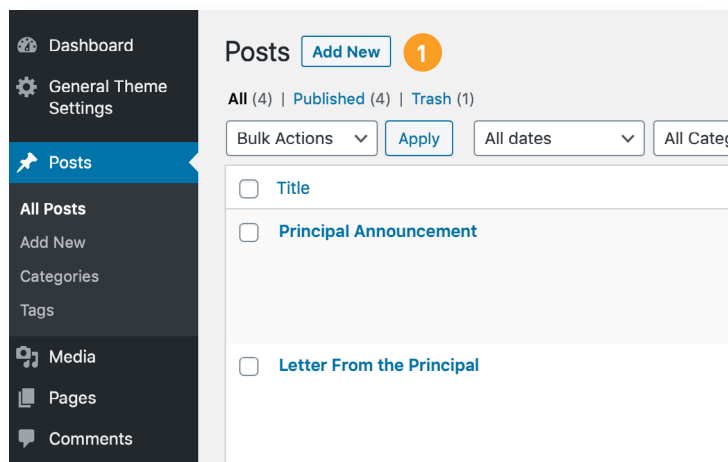 Dashboard
General Theme
Settings
Posts
All Posts
Add New
Categories
Tags
Media
Pages
Comments
Posts Add New 1
All (4) | Published (4) | Trash (1)
Bulk Actions Apply All dates All Categ
Title
Principal Announcement
Letter From the Principal